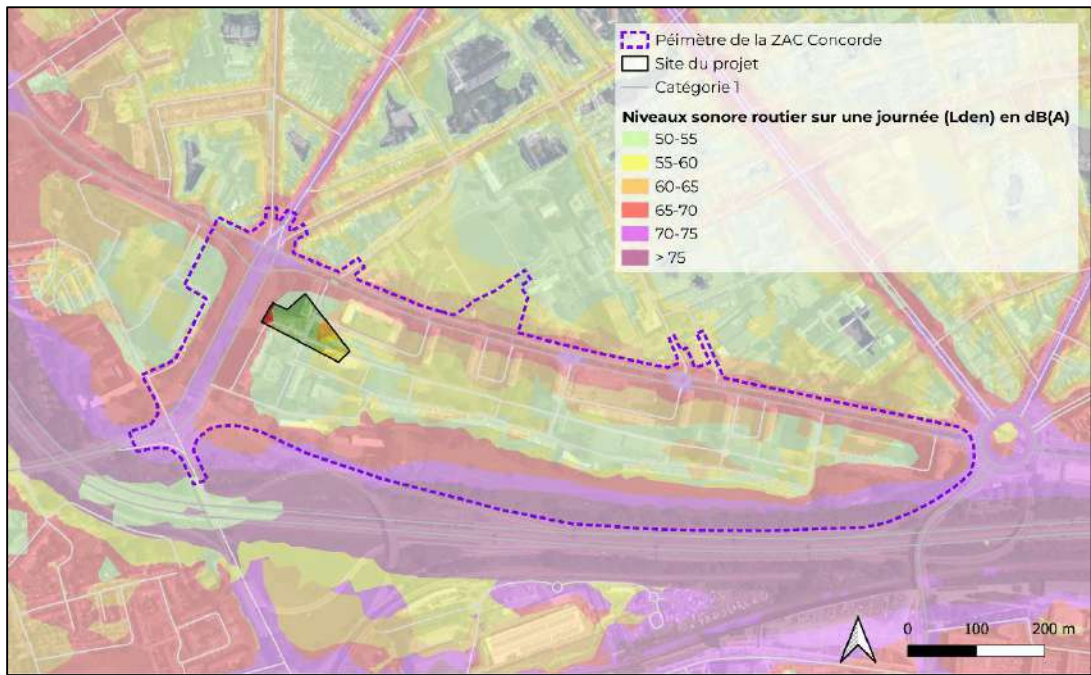 Péimètre de la ZAC Concorde
Site du projet
Catégorie 1
Niveaux sonore routier sur une journée (Lden) en dB(A)
50-55
55-60
60-65
65-70
70-75
> 75
0 100 200 m